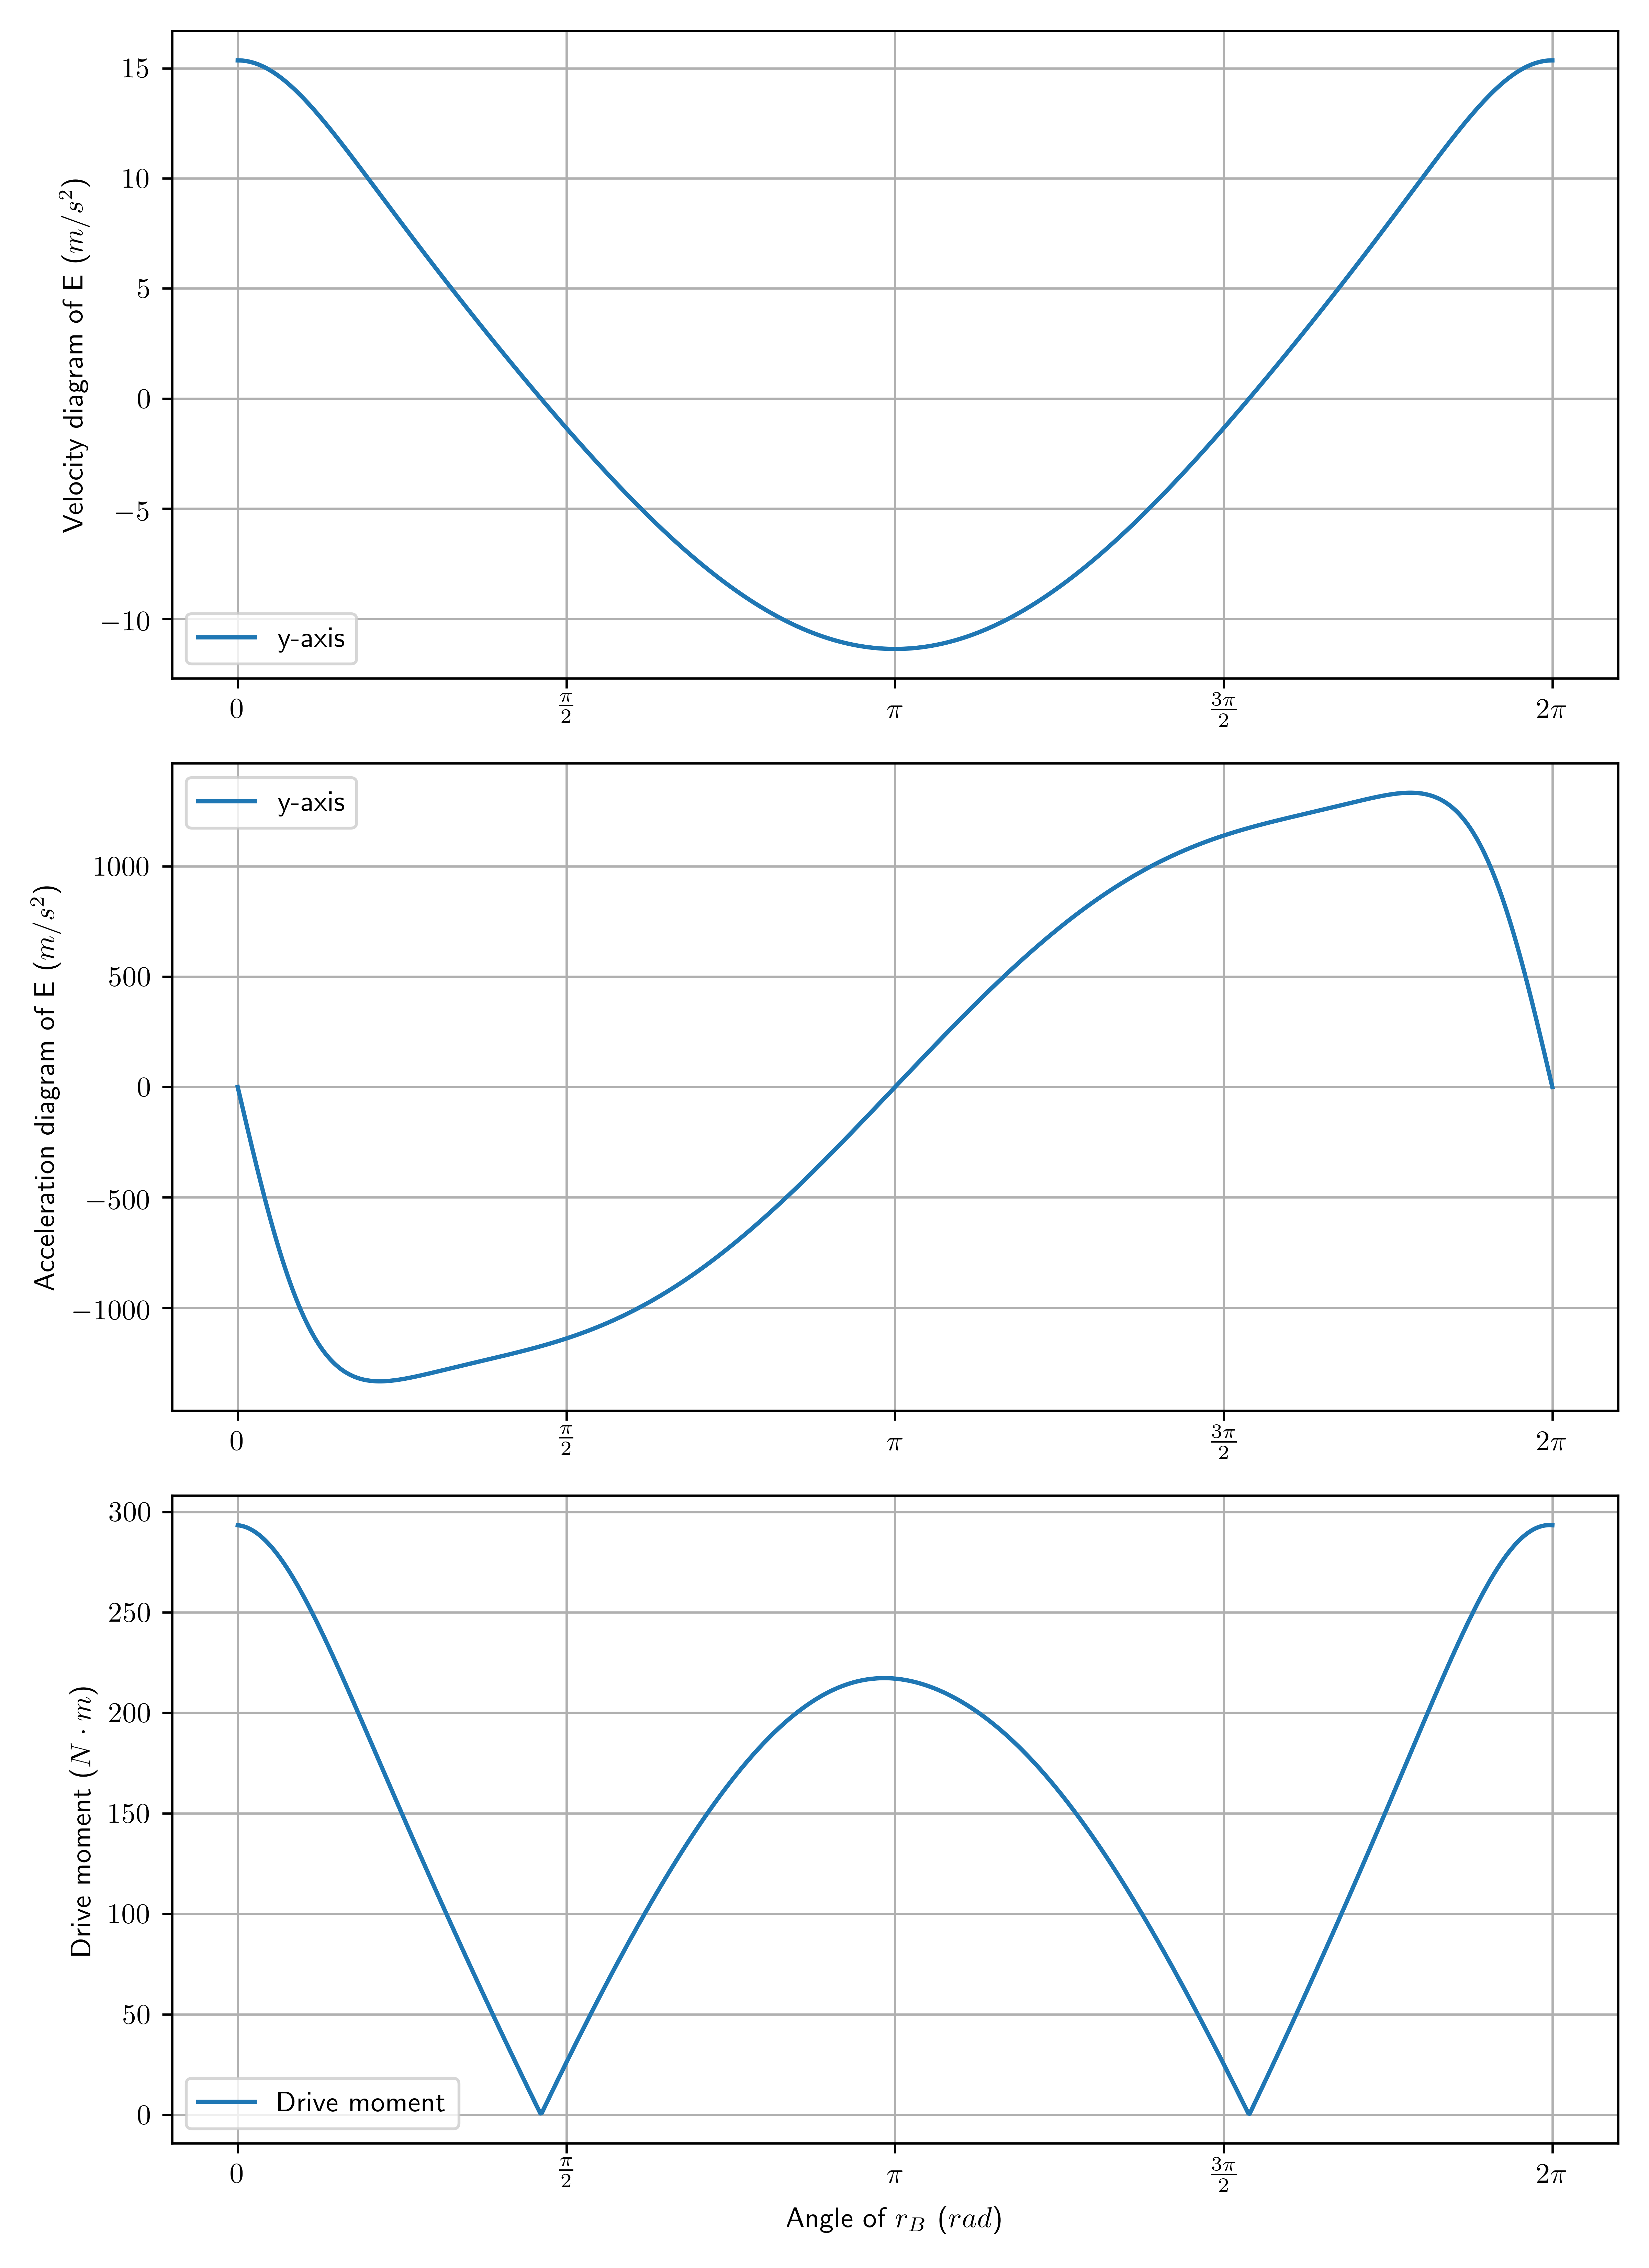 Velocity diagram of E (m/s²)
15
10
5
0
−5
−10
y-axis
0
π/2
π
3π/2
2π
Acceleration diagram of E (m/s²)
y-axis
1000
500
0
−500
−1000
0
π/2
π
3π/2
2π
Drive moment (N · m)
300
250
200
150
100
50
0
Drive moment
0
π/2
π
3π/2
2π
Angle of r_B (rad)